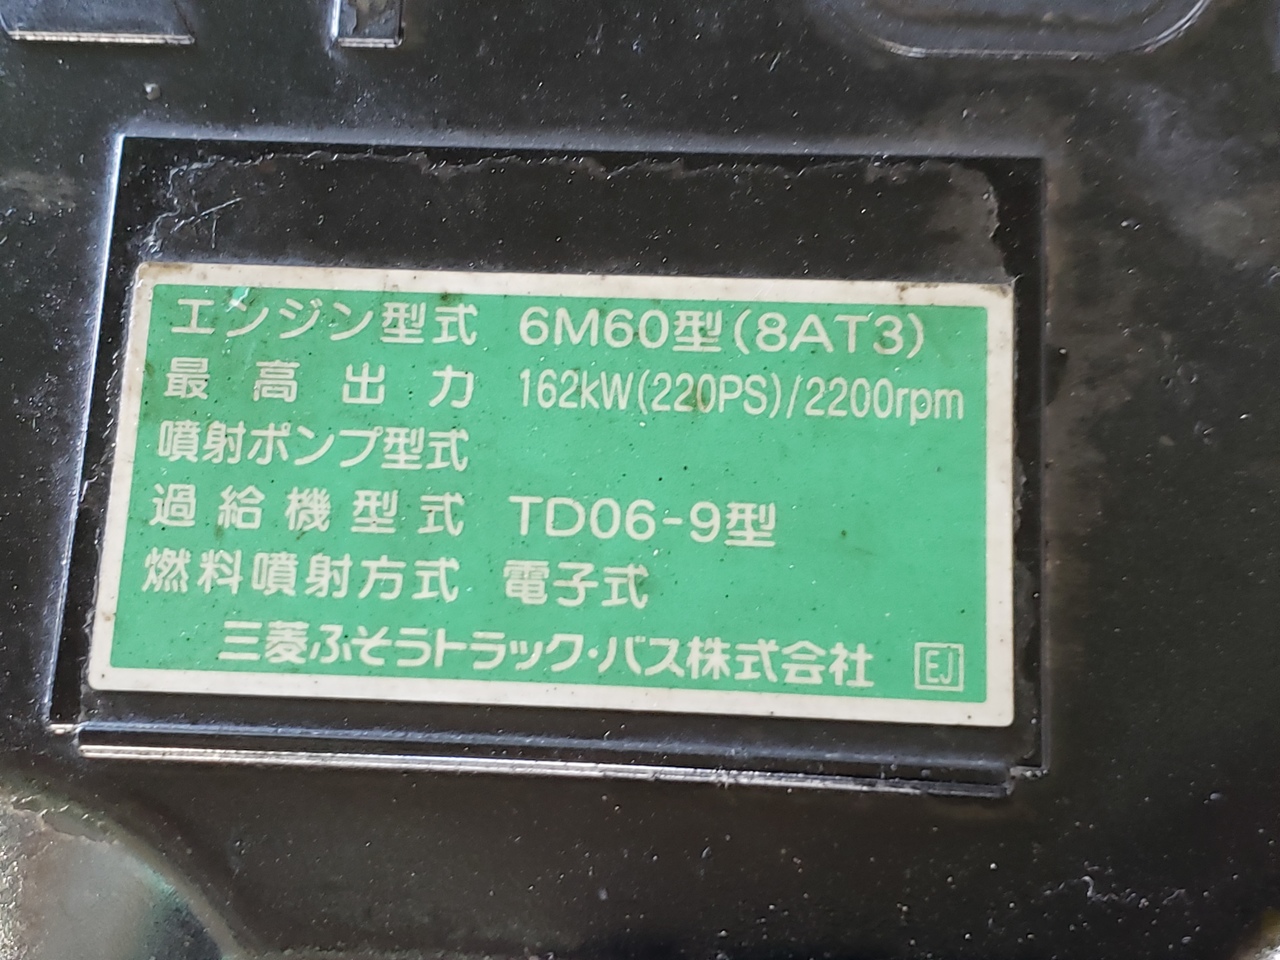 エンジン型式 6M60型(8AT3)
最高出力 162kW(220PS)/2200rpm
噴射ポンプ型式
過給機型式 TD06-9型
燃料噴射方式 電子式
三菱ふそうトラック・バス株式会社 EJ